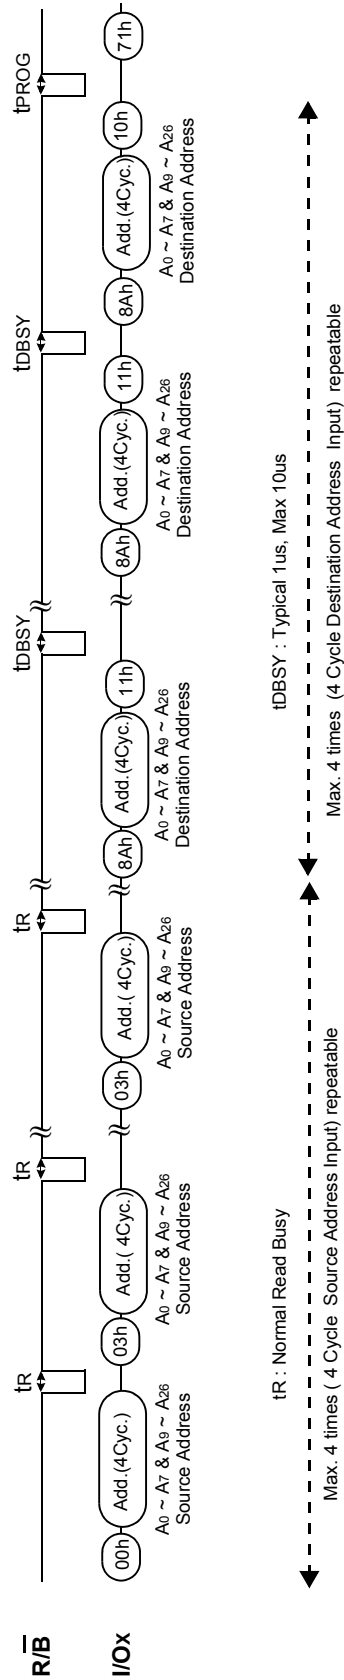 R/B
tR
tR
tR
tDBSY
tDBSY
tPROG
I/Ox
00h
Add.(4Cyc.)
03h
Add.( 4Cyc.)
03h
Add.( 4Cyc.)
8Ah
Add.(4Cyc.)
11h
8Ah
Add.(4Cyc.)
11h
8Ah
Add.(4Cyc.)
10h
71h
A0 ~ A7 & A9 ~ A26
Source Address
A0 ~ A7 & A9 ~ A26
Source Address
A0 ~ A7 & A9 ~ A26
Source Address
A0 ~ A7 & A9 ~ A26
Destination Address
A0 ~ A7 & A9 ~ A26
Destination Address
A0 ~ A7 & A9 ~ A26
Destination Address
tR : Normal Read Busy
tDBSY : Typical 1us, Max 10us
Max. 4 times ( 4 Cycle Source Address Input) repeatable
Max. 4 times (4 Cycle Destination Address Input) repeatable